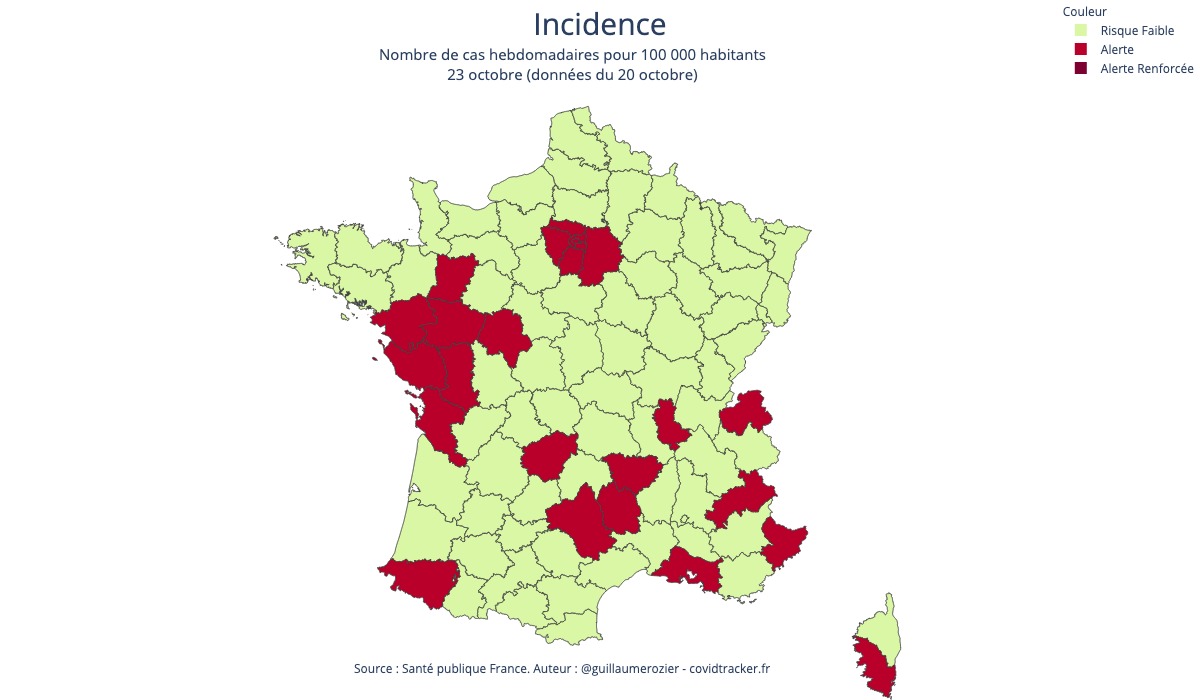 Incidence
Nombre de cas hebdomadaires pour 100 000 habitants
23 octobre (données du 20 octobre)
Couleur
Risque Faible
Alerte
Alerte Renforcée
Source : Santé publique France. Auteur : @guillaumerozier - covidtracker.fr